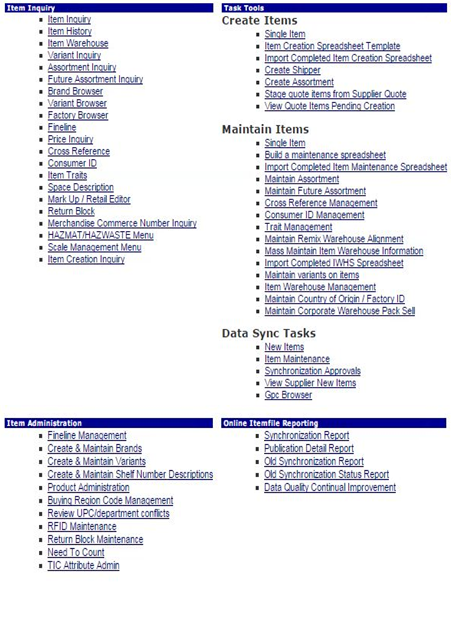 Item Inquiry
Item Inquiry
Item History
Item Warehouse
Variant Inquiry
Assortment Inquiry
Future Assortment Inquiry
Brand Browser
Variant Browser
Factory Browser
Fineline
Price Inquiry
Cross Reference
Consumer ID
Item Traits
Space Description
Mark Up / Retail Editor
Return Block
Merchandise Commerce Number Inquiry
HAZMAT/HAZWASTE Menu
Scale Management Menu
Item Creation Inquiry
Task Tools
Create Items
Single Item
Item Creation Spreadsheet Template
Import Completed Item Creation Spreadsheet
Create Shipper
Create Assortment
Stage quote items from Supplier Quote
View Quote Items Pending Creation
Maintain Items
Single Item
Build a maintenance spreadsheet
Import Completed Item Maintenance Spreadsheet
Maintain Assortment
Maintain Future Assortment
Cross Reference Management
Consumer ID Management
Trait Management
Maintain Remix Warehouse Alignment
Mass Maintain Item Warehouse Information
Import Completed IWHS Spreadsheet
Maintain variants on items
Item Warehouse Management
Maintain Country of Origin / Factory ID
Maintain Corporate Warehouse Pack Sell
Data Sync Tasks
New Items
Item Maintenance
Synchronization Approvals
View Supplier New Items
Gpc Browser
Item Administration
Fineline Management
Create & Maintain Brands
Create & Maintain Variants
Create & Maintain Shelf Number Descriptions
Product Administration
Buying Region Code Management
Review UPC/department conflicts
RFID Maintenance
Return Block Maintenance
Need To Count
TIC Attribute Admin
Online Itemfile Reporting
Synchronization Report
Publication Detail Report
Old Synchronization Report
Old Synchronization Status Report
Data Quality Continual Improvement